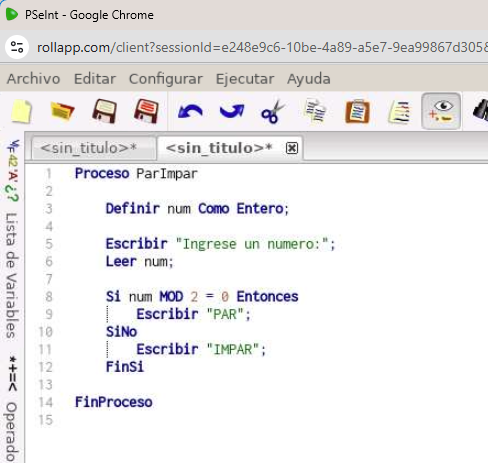 PSeInt - Google Chrome
rollapp.com/client?sessionId=e248e9c6-10be-4a89-a5e7-9ea99867d305&
Archivo Editar Configurar Ejecutar Ayuda
<sin_titulo>* <sin_titulo>*
1 Proceso ParImpar
2
3 Definir num Como Entero;
4
5 Escribir "Ingrese un numero:";
6 Leer num;
7
8 Si num MOD 2 = 0 Entonces
9 Escribir "PAR";
10 SiNo
11 Escribir "IMPAR";
12 FinSi
13
14 FinProceso
15
Lista de Variables
*+=< Operado